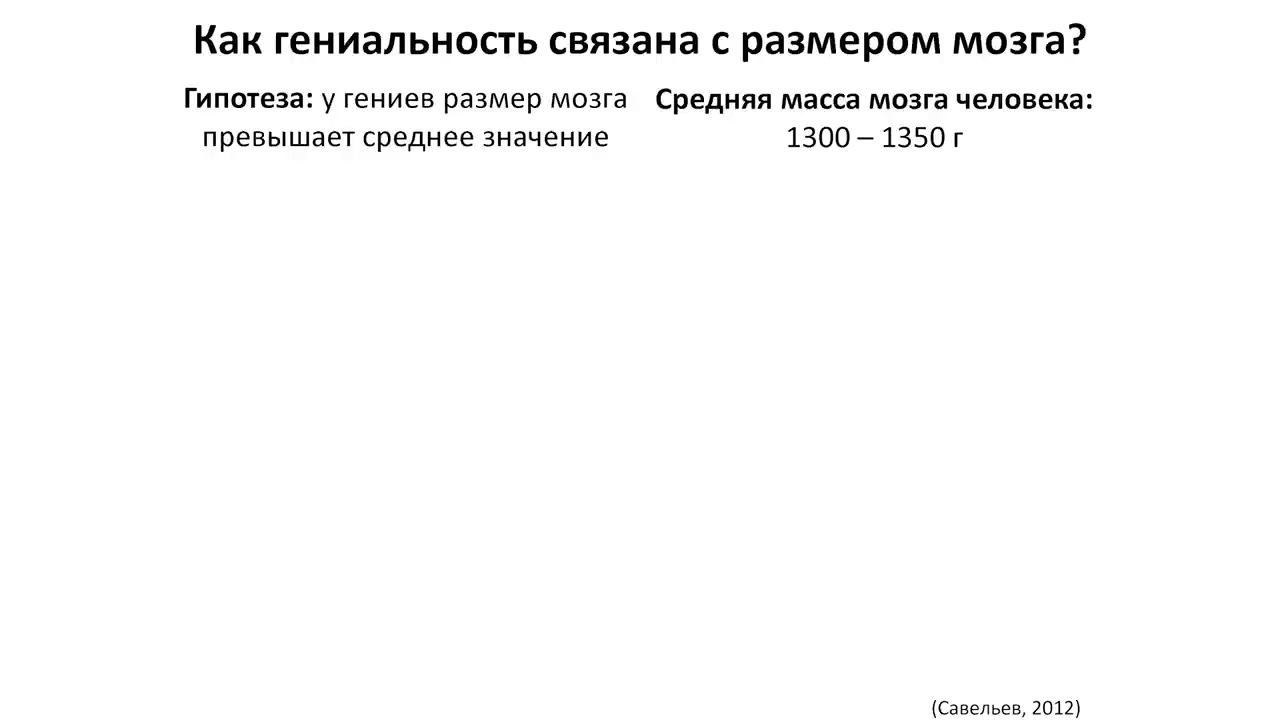 Как гениальность связана с размером мозга?
Гипотеза: у гениев размер мозга
превышает среднее значение
Средняя масса мозга человека:
1300 – 1350 г
(Савельев, 2012)